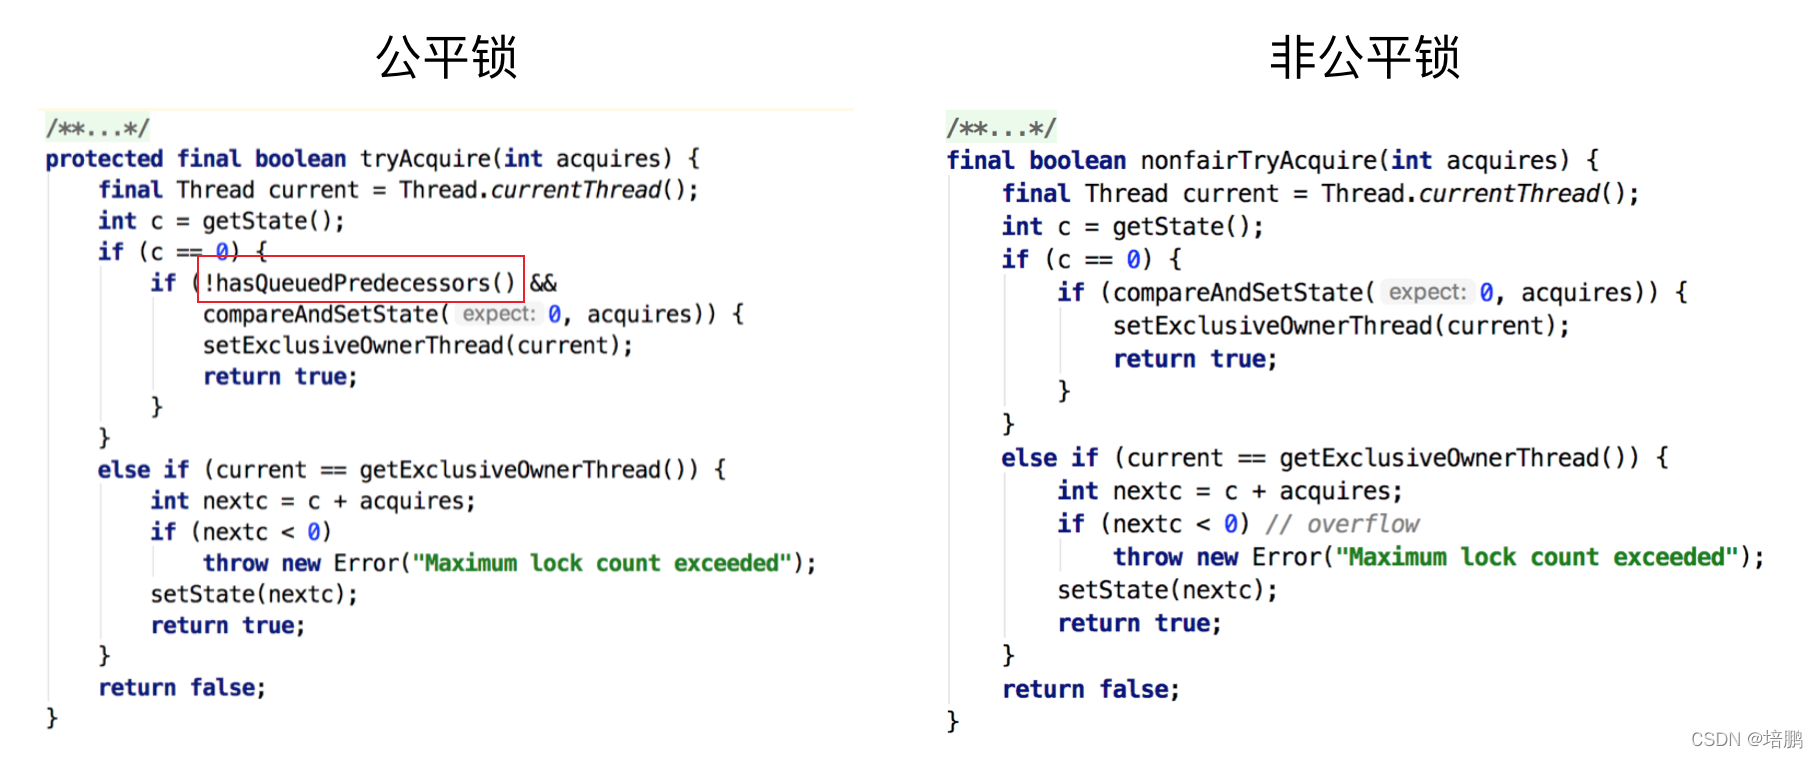 公平锁
/**...*/
protected final boolean tryAcquire(int acquires) {
    final Thread current = Thread.currentThread();
    int c = getState();
    if (c == 0) {
        if (!hasQueuedPredecessors() &&
            compareAndSetState( expect: 0, acquires)) {
            setExclusiveOwnerThread(current);
            return true;
        }
    }
    else if (current == getExclusiveOwnerThread()) {
        int nextc = c + acquires;
        if (nextc < 0)
            throw new Error("Maximum lock count exceeded");
        setState(nextc);
        return true;
    }
    return false;
}
非公平锁
/**...*/
final boolean nonfairTryAcquire(int acquires) {
    final Thread current = Thread.currentThread();
    int c = getState();
    if (c == 0) {
        if (compareAndSetState( expect: 0, acquires)) {
            setExclusiveOwnerThread(current);
            return true;
        }
    }
    else if (current == getExclusiveOwnerThread()) {
        int nextc = c + acquires;
        if (nextc < 0) // overflow
            throw new Error("Maximum lock count exceeded");
        setState(nextc);
        return true;
    }
    return false;
}
CSDN @培鹏